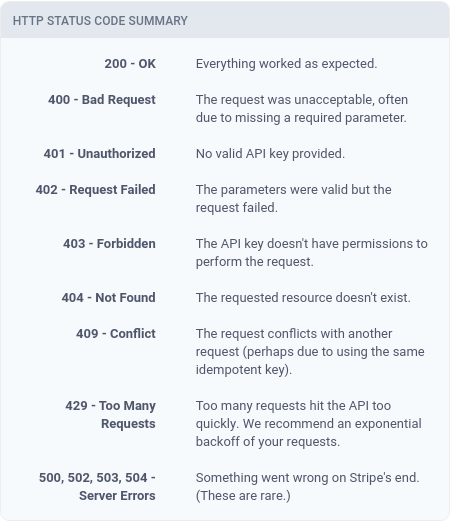 HTTP STATUS CODE SUMMARY
200 - OK Everything worked as expected.
400 - Bad Request The request was unacceptable, often
due to missing a required parameter.
401 - Unauthorized No valid API key provided.
402 - Request Failed The parameters were valid but the
request failed.
403 - Forbidden The API key doesn't have permissions to
perform the request.
404 - Not Found The requested resource doesn't exist.
409 - Conflict The request conflicts with another
request (perhaps due to using the same
idempotent key).
429 - Too Many Too many requests hit the API too
Requests quickly. We recommend an exponential
backoff of your requests.
500, 502, 503, 504 - Something went wrong on Stripe's end.
Server Errors (These are rare.)